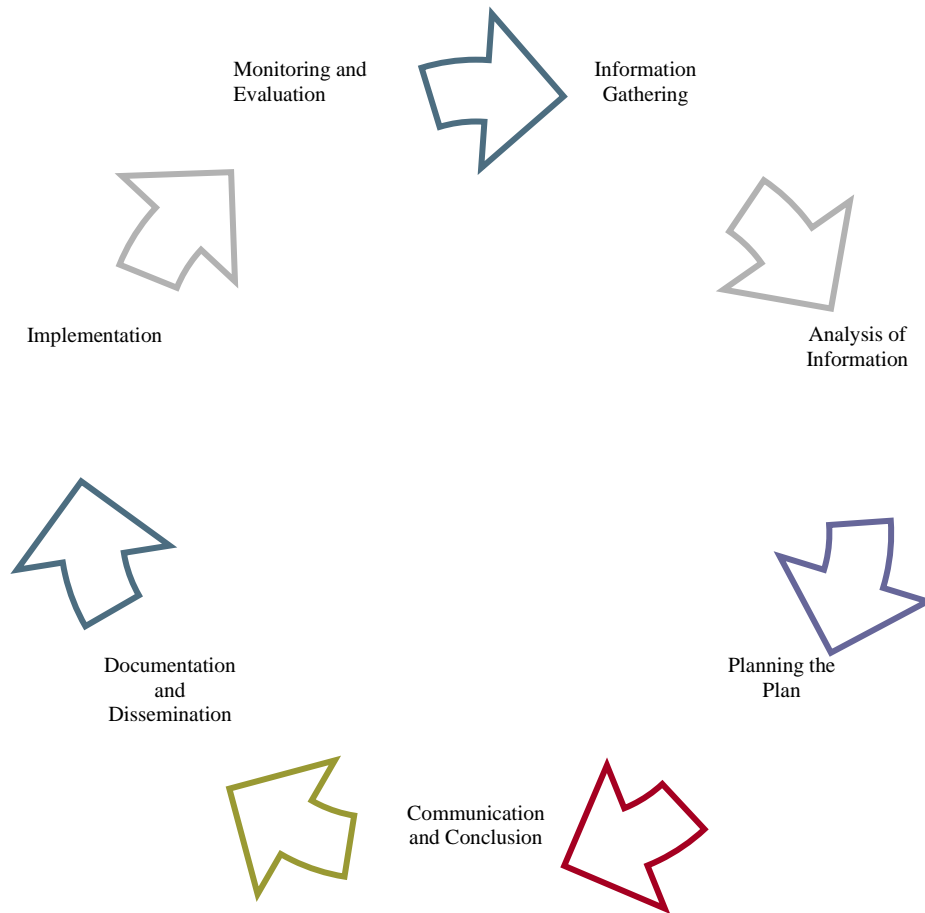 Monitoring and
Evaluation
Information
Gathering
Analysis of
Information
Planning the
Plan
Communication
and Conclusion
Documentation
and
Dissemination
Implementation